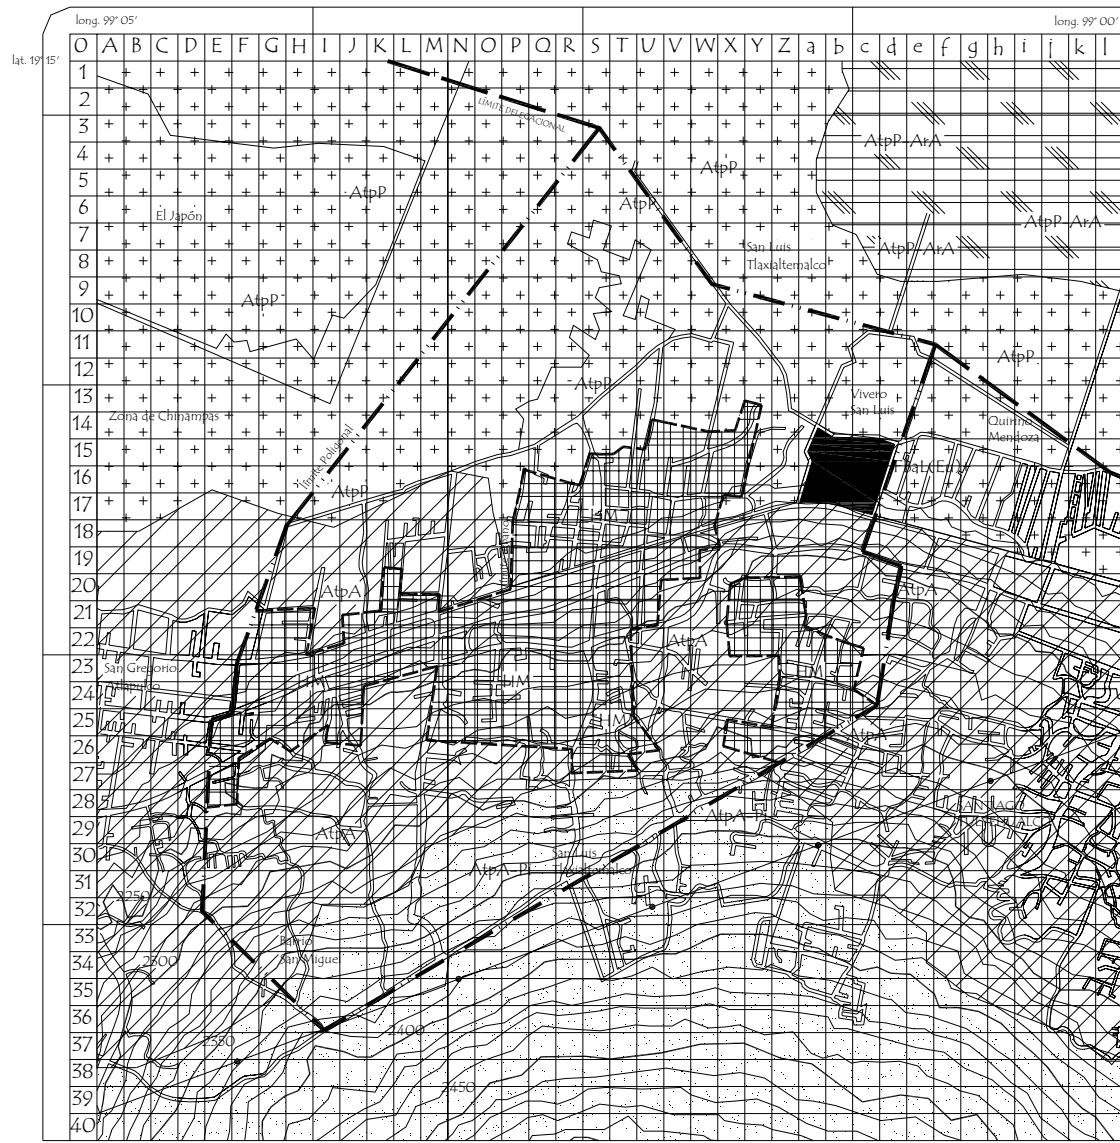 long. 99° 05'
long. 99° 00'
O A B C D E F G H I J K L M N O P Q R S T U V W X Y Z a b c d e f g h i j k l
lat. 19° 15'
1
2
LÍMITE DELEGACIONAL
3
AtpP-ArA
4
AtpP
5
AtpP
6
AtpP
El Japón
AtpP-ArA
7
San Luis
AtpP-ArA
8
Tlaxialtemalco
9
AtpP
10
11
AtpP
12
AtpP
13
Vivero
San Luis
14
Zona de Chinampas
Quirino
Mendoza
15
límite Poligonal
16
AtpP
17
18
19
20
AtpA
AtpA
21
22
AtpA
23
San Gregorio
24
25
AtpA
26
27
28
SANTIAGO
29
AtpA
30
San Luis
AtpA-Pi
31
2250
32
33
Barrio
San Miguel
34
2300
35
36
2400
37
2350
38
2450
39
40